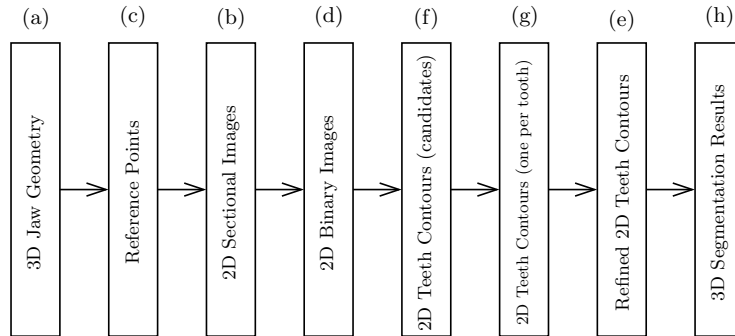 (a) (c) (b) (d) (f) (g) (e) (h)
3D Jaw Geometry
Reference Points
2D Sectional Images
2D Binary Images
2D Teeth Contours (candidates)
2D Teeth Contours (one per tooth)
Refined 2D Teeth Contours
3D Segmentation Results